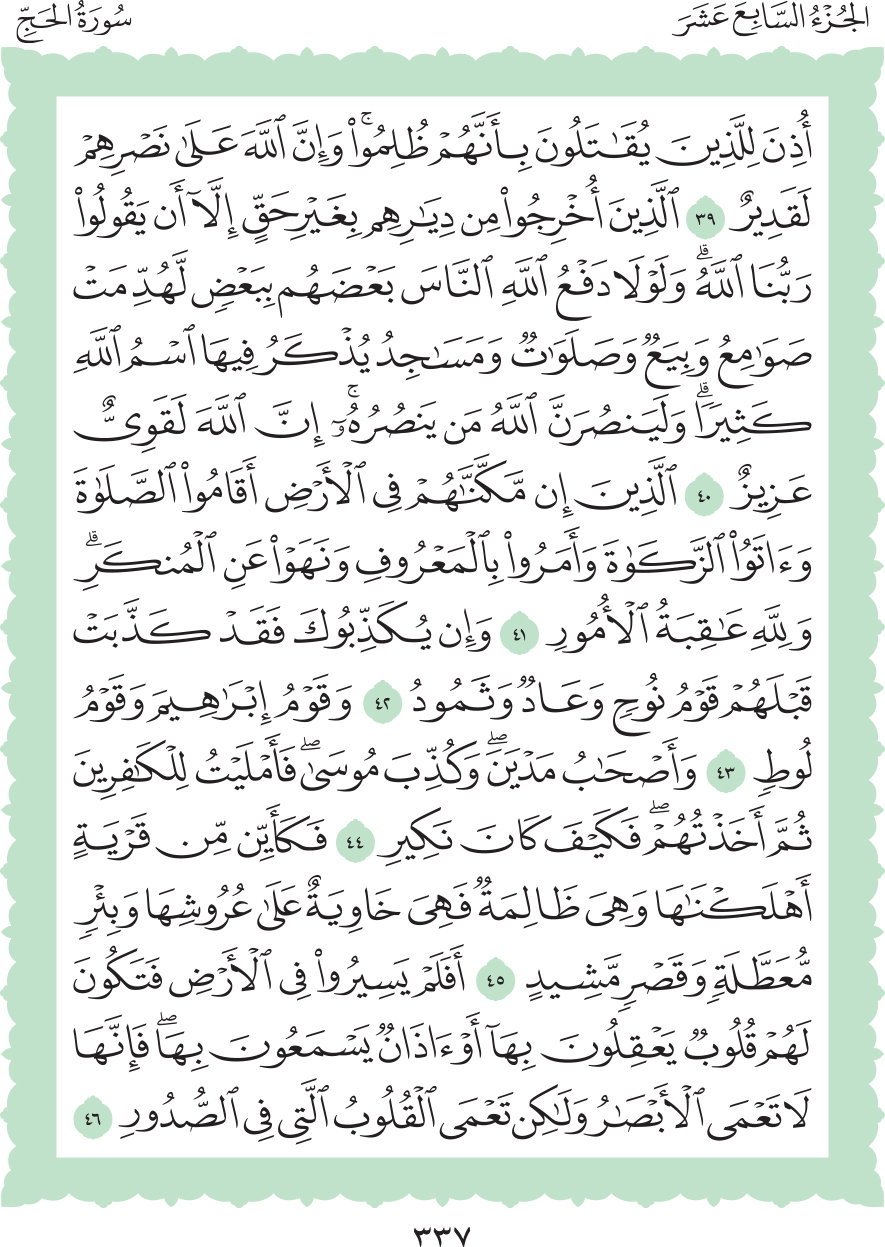 الجُزْءُ السَّابِعَ عَشَرَ
سُورَةُ الحَجِّ
أُذِنَ لِلَّذِينَ يُقَٰتَلُونَ بِأَنَّهُمۡ ظُلِمُواْۚ وَإِنَّ ٱللَّهَ عَلَىٰ نَصۡرِهِمۡ
لَقَدِيرٌ ٣٩ ٱلَّذِينَ أُخۡرِجُواْ مِن دِيَٰرِهِم بِغَيۡرِ حَقٍّ إِلَّآ أَن يَقُولُواْ
رَبُّنَا ٱللَّهُۗ وَلَوۡلَا دَفۡعُ ٱللَّهِ ٱلنَّاسَ بَعۡضَهُم بِبَعۡضٖ لَّهُدِّمَتۡ
صَوَٰمِعُ وَبِيَعٞ وَصَلَوَٰتٞ وَمَسَٰجِدُ يُذۡكَرُ فِيهَا ٱسۡمُ ٱللَّهِ
كَثِيرٗاۗ وَلَيَنصُرَنَّ ٱللَّهُ مَن يَنصُرُهُۥٓۚ إِنَّ ٱللَّهَ لَقَوِيٌّ
عَزِيزٌ ٤٠ ٱلَّذِينَ إِن مَّكَّنَّٰهُمۡ فِي ٱلۡأَرۡضِ أَقَامُواْ ٱلصَّلَوٰةَ
وَءَاتَوُاْ ٱلزَّكَوٰةَ وَأَمَرُواْ بِٱلۡمَعۡرُوفِ وَنَهَوۡاْ عَنِ ٱلۡمُنكَرِۗ
وَلِلَّهِ عَٰقِبَةُ ٱلۡأُمُورِ ٤١ وَإِن يُكَذِّبُوكَ فَقَدۡ كَذَّبَتۡ
قَبۡلَهُمۡ قَوۡمُ نُوحٖ وَعَادٞ وَثَمُودُ ٤٢ وَقَوۡمُ إِبۡرَٰهِيمَ وَقَوۡمُ
لُوطٖ ٤٣ وَأَصۡحَٰبُ مَدۡيَنَۖ وَكُذِّبَ مُوسَىٰۖ فَأَمۡلَيۡتُ لِلۡكَٰفِرِينَ
ثُمَّ أَخَذۡتُهُمۡۖ فَكَيۡفَ كَانَ نَكِيرِ ٤٤ فَكَأَيِّن مِّن قَرۡيَةٍ
أَهۡلَكۡنَٰهَا وَهِيَ ظَالِمَةٞ فَهِيَ خَاوِيَةٌ عَلَىٰ عُرُوشِهَا وَبِئۡرٖ
مُّعَطَّلَةٖ وَقَصۡرٖ مَّشِيدٍ ٤٥ أَفَلَمۡ يَسِيرُواْ فِي ٱلۡأَرۡضِ فَتَكُونَ
لَهُمۡ قُلُوبٞ يَعۡقِلُونَ بِهَآ أَوۡ ءَاذَانٞ يَسۡمَعُونَ بِهَاۖ فَإِنَّهَا
لَا تَعۡمَى ٱلۡأَبۡصَٰرُ وَلَٰكِن تَعۡمَى ٱلۡقُلُوبُ ٱلَّتِي فِي ٱلصُّدُورِ ٤٦
٣٣٧